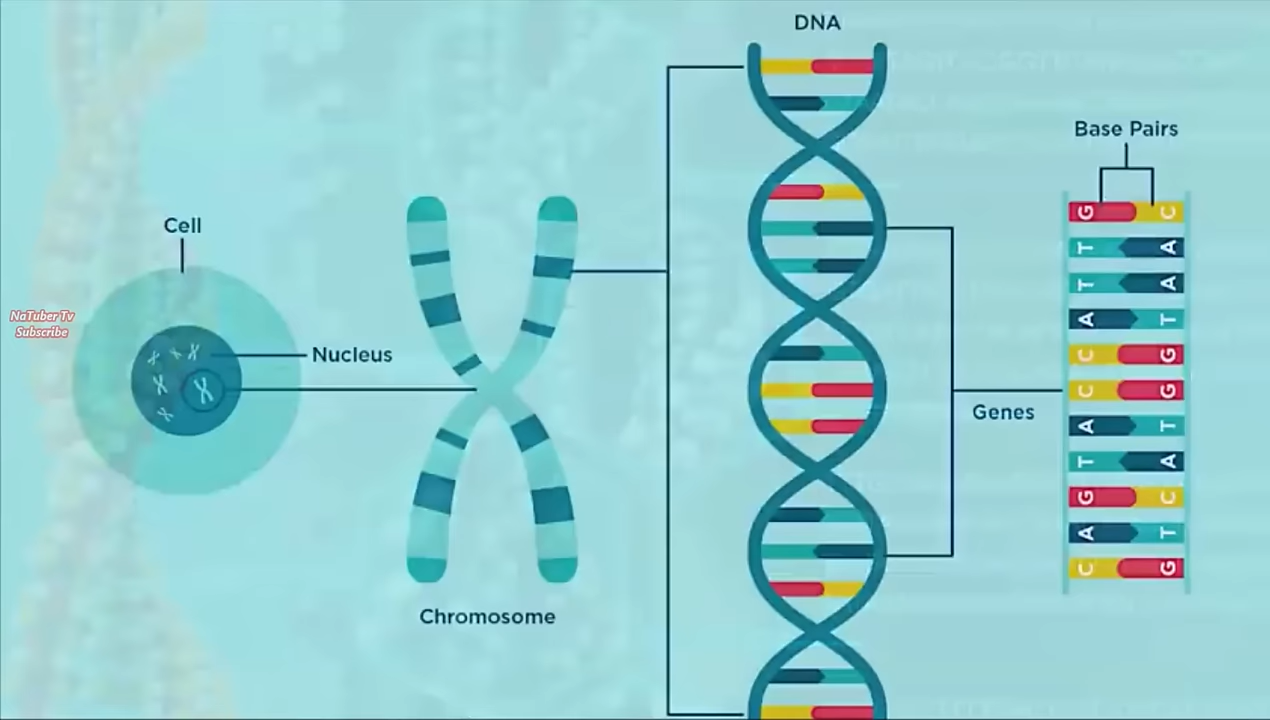 DNA
Base Pairs
Cell
NaTuber Tv
Subscribe
Nucleus
Genes
Chromosome
G C
T A
T A
A T
C G
C G
A T
T A
G C
A T
C G